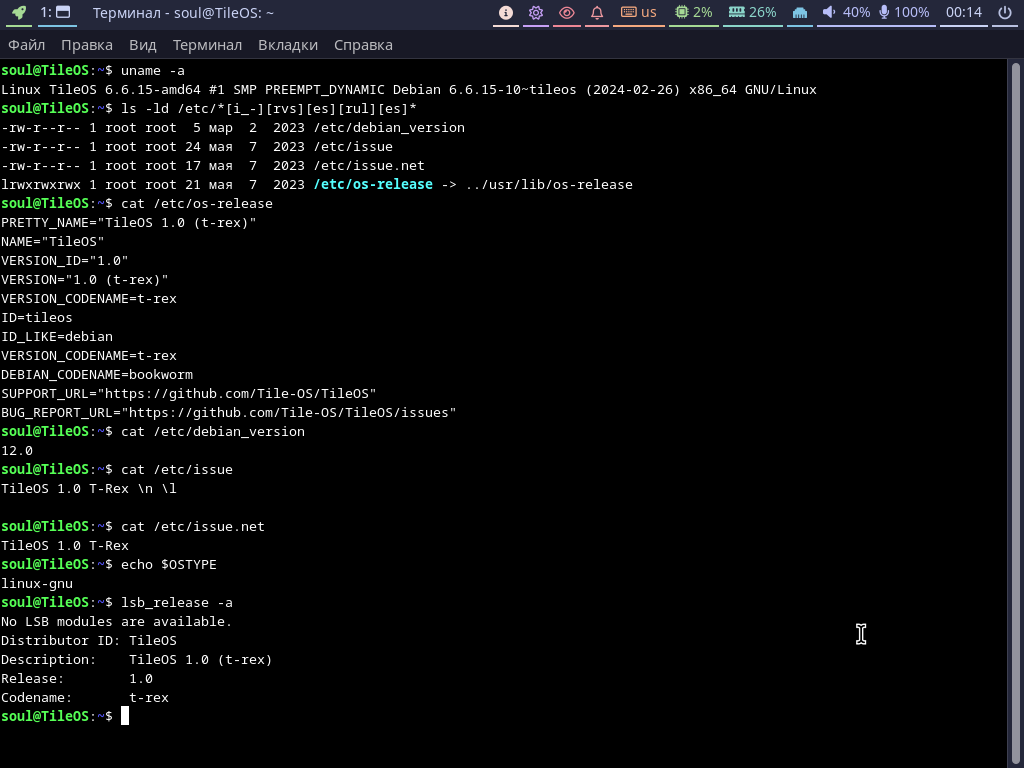 1: Терминал - soul@TileOS: ~ us 2% 26% 40% 100% 00:14
Файл Правка Вид Терминал Вкладки Справка
soul@TileOS:~$ uname -a
Linux TileOS 6.6.15-amd64 #1 SMP PREEMPT_DYNAMIC Debian 6.6.15-10~tileos (2024-02-26) x86_64 GNU/Linux
soul@TileOS:~$ ls -ld /etc/*[i_-][rvs][es][rul][es]*
-rw-r--r-- 1 root root  5 мар  2  2023 /etc/debian_version
-rw-r--r-- 1 root root 24 мая  7  2023 /etc/issue
-rw-r--r-- 1 root root 17 мая  7  2023 /etc/issue.net
lrwxrwxrwx 1 root root 21 мая  7  2023 /etc/os-release -> ../usr/lib/os-release
soul@TileOS:~$ cat /etc/os-release
PRETTY_NAME="TileOS 1.0 (t-rex)"
NAME="TileOS"
VERSION_ID="1.0"
VERSION="1.0 (t-rex)"
VERSION_CODENAME=t-rex
ID=tileos
ID_LIKE=debian
VERSION_CODENAME=t-rex
DEBIAN_CODENAME=bookworm
SUPPORT_URL="https://github.com/Tile-OS/TileOS"
BUG_REPORT_URL="https://github.com/Tile-OS/TileOS/issues"
soul@TileOS:~$ cat /etc/debian_version
12.0
soul@TileOS:~$ cat /etc/issue
TileOS 1.0 T-Rex \n \l
soul@TileOS:~$ cat /etc/issue.net
TileOS 1.0 T-Rex
soul@TileOS:~$ echo $OSTYPE
linux-gnu
soul@TileOS:~$ lsb_release -a
No LSB modules are available.
Distributor ID: TileOS
Description:    TileOS 1.0 (t-rex)
Release:        1.0
Codename:       t-rex
soul@TileOS:~$